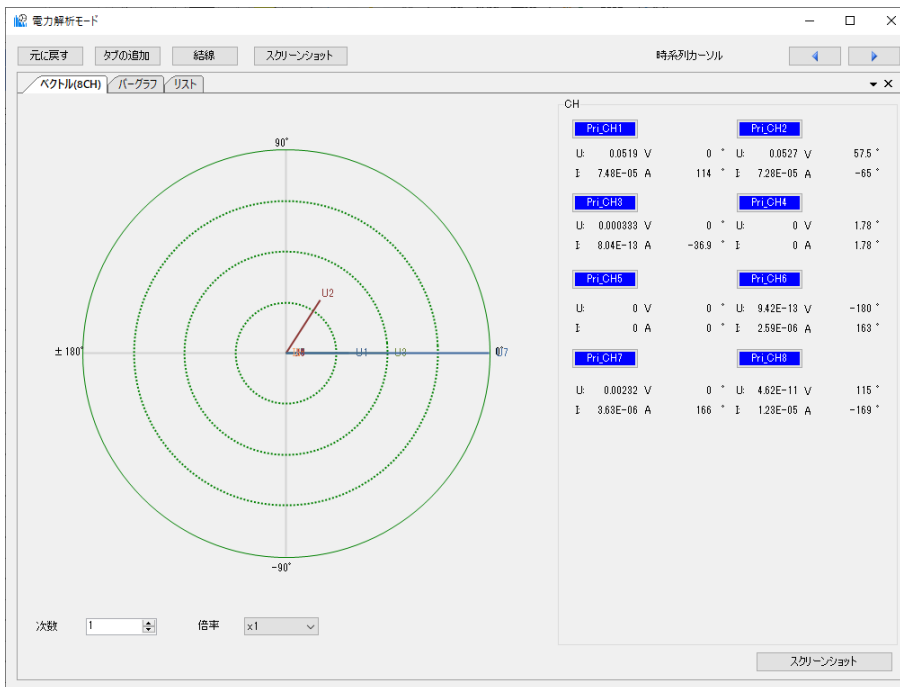 電力解析モード
元に戻す タブの追加 結線 スクリーンショット 時系列カーソル
ベクトル(8CH) バーグラフ リスト
CH
Pri_CH1 Pri_CH2
U: 0.0519 V 0 ° U: 0.0527 V 57.5 °
I: 7.48E-05 A 114 ° I: 7.28E-05 A -65 °
Pri_CH3 Pri_CH4
U: 0.000333 V 0 ° U: 0 V 1.78 °
I: 8.04E-13 A -36.9 ° I: 0 A 1.78 °
Pri_CH5 Pri_CH6
U: 0 V 0 ° U: 9.42E-13 V -180 °
I: 0 A 0 ° I: 2.59E-06 A 163 °
Pri_CH7 Pri_CH8
U: 0.00232 V 0 ° U: 4.62E-11 V 115 °
I: 3.63E-06 A 166 ° I: 1.23E-05 A -169 °
90°
U2
±180° U1 U3 U7 0°
-90°
次数 1 倍率 x1
スクリーンショット